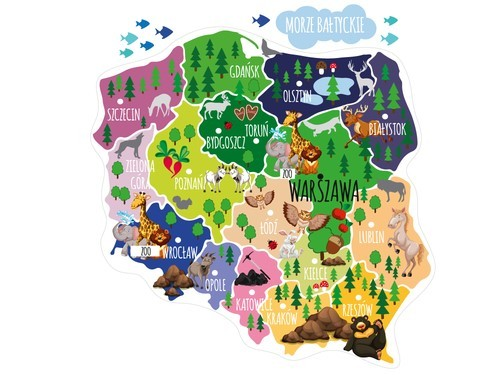 MORZE BAŁTYCKIE
GDAŃSK
OLSZTYN
SZCZECIN
BIAŁYSTOK
TORUŃ
BYDGOSZCZ
ZIELONA
GÓRA
POZNAŃ
ZOO
WARSZAWA
ŁÓDŹ
LUBLIN
ZOO
WROCŁAW
OPOLE
KIELCE
KATOWICE
KRAKÓW
RZESZÓW